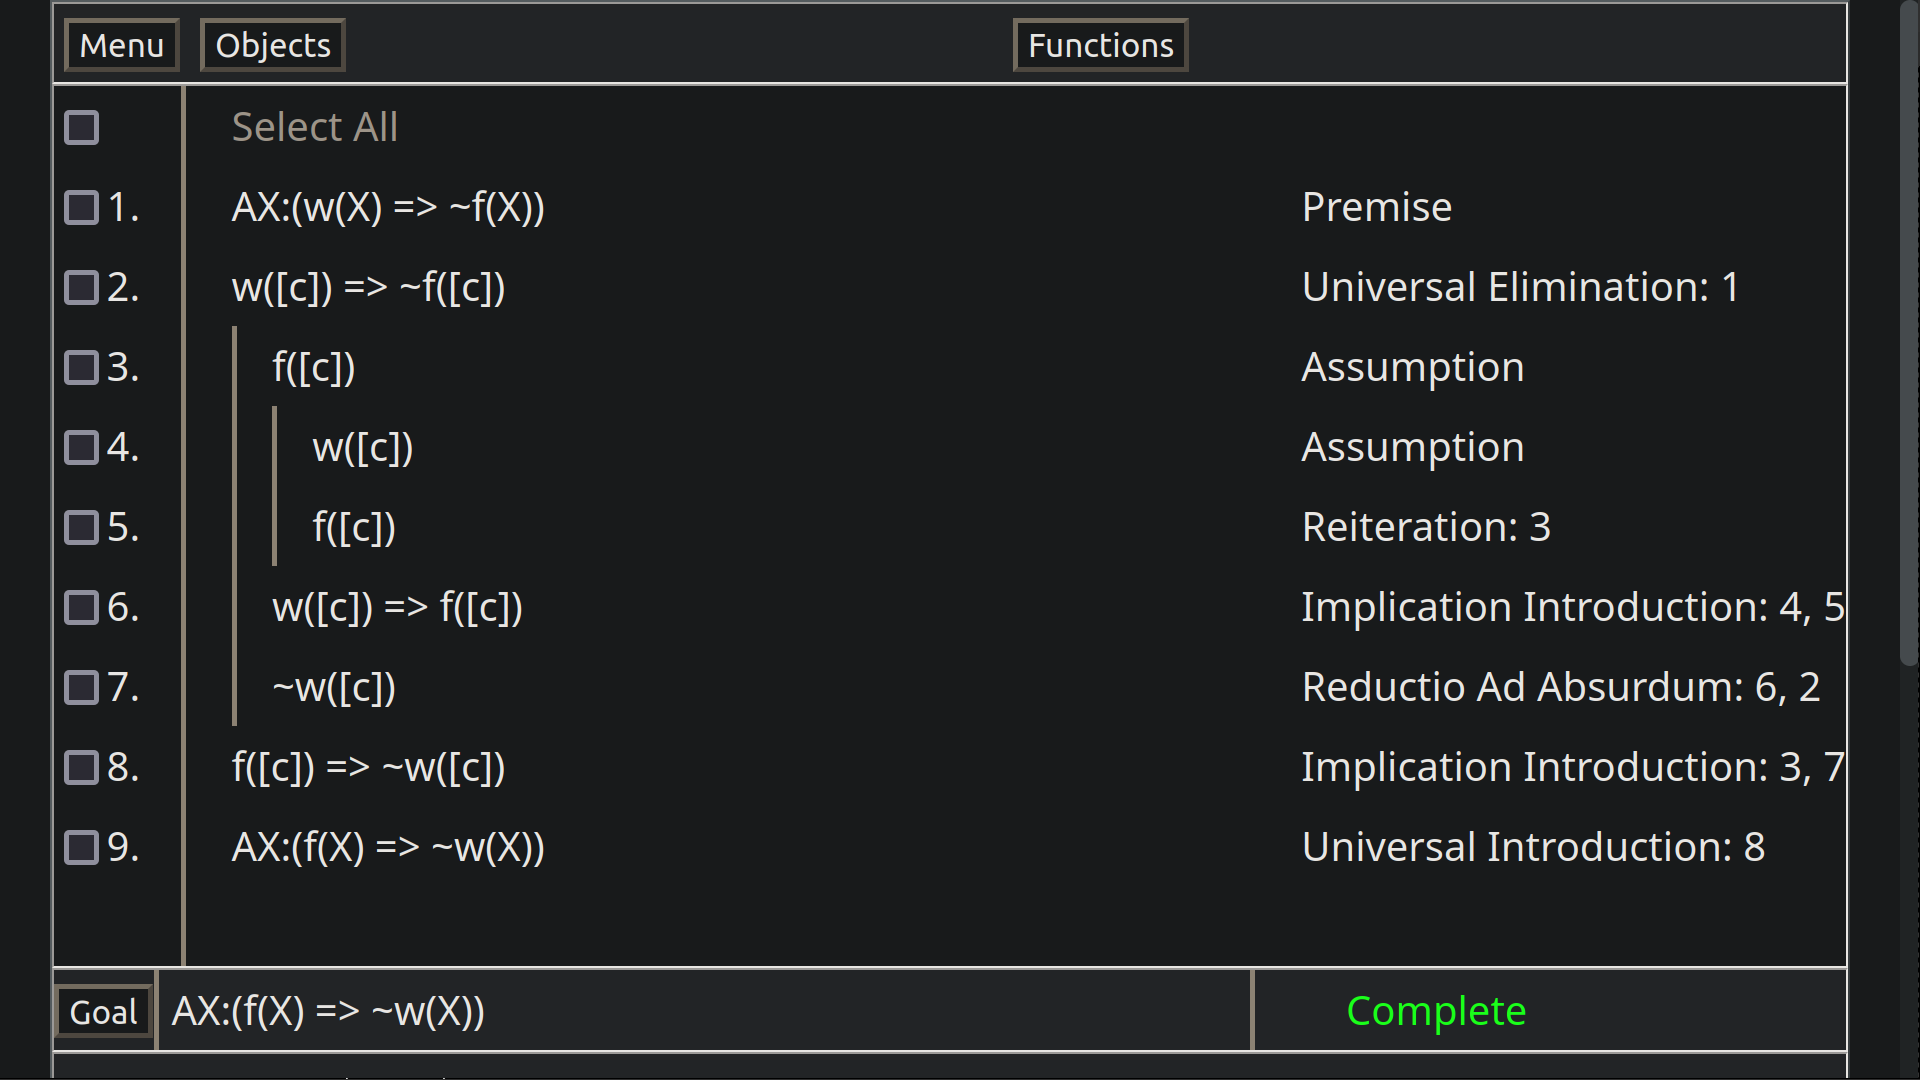 Menu Objects Functions
Select All
1. AX:(w(X) => ~f(X)) Premise
2. w([c]) => ~f([c]) Universal Elimination: 1
3. f([c]) Assumption
4. w([c]) Assumption
5. f([c]) Reiteration: 3
6. w([c]) => f([c]) Implication Introduction: 4, 5
7. ~w([c]) Reductio Ad Absurdum: 6, 2
8. f([c]) => ~w([c]) Implication Introduction: 3, 7
9. AX:(f(X) => ~w(X)) Universal Introduction: 8
Goal AX:(f(X) => ~w(X)) Complete